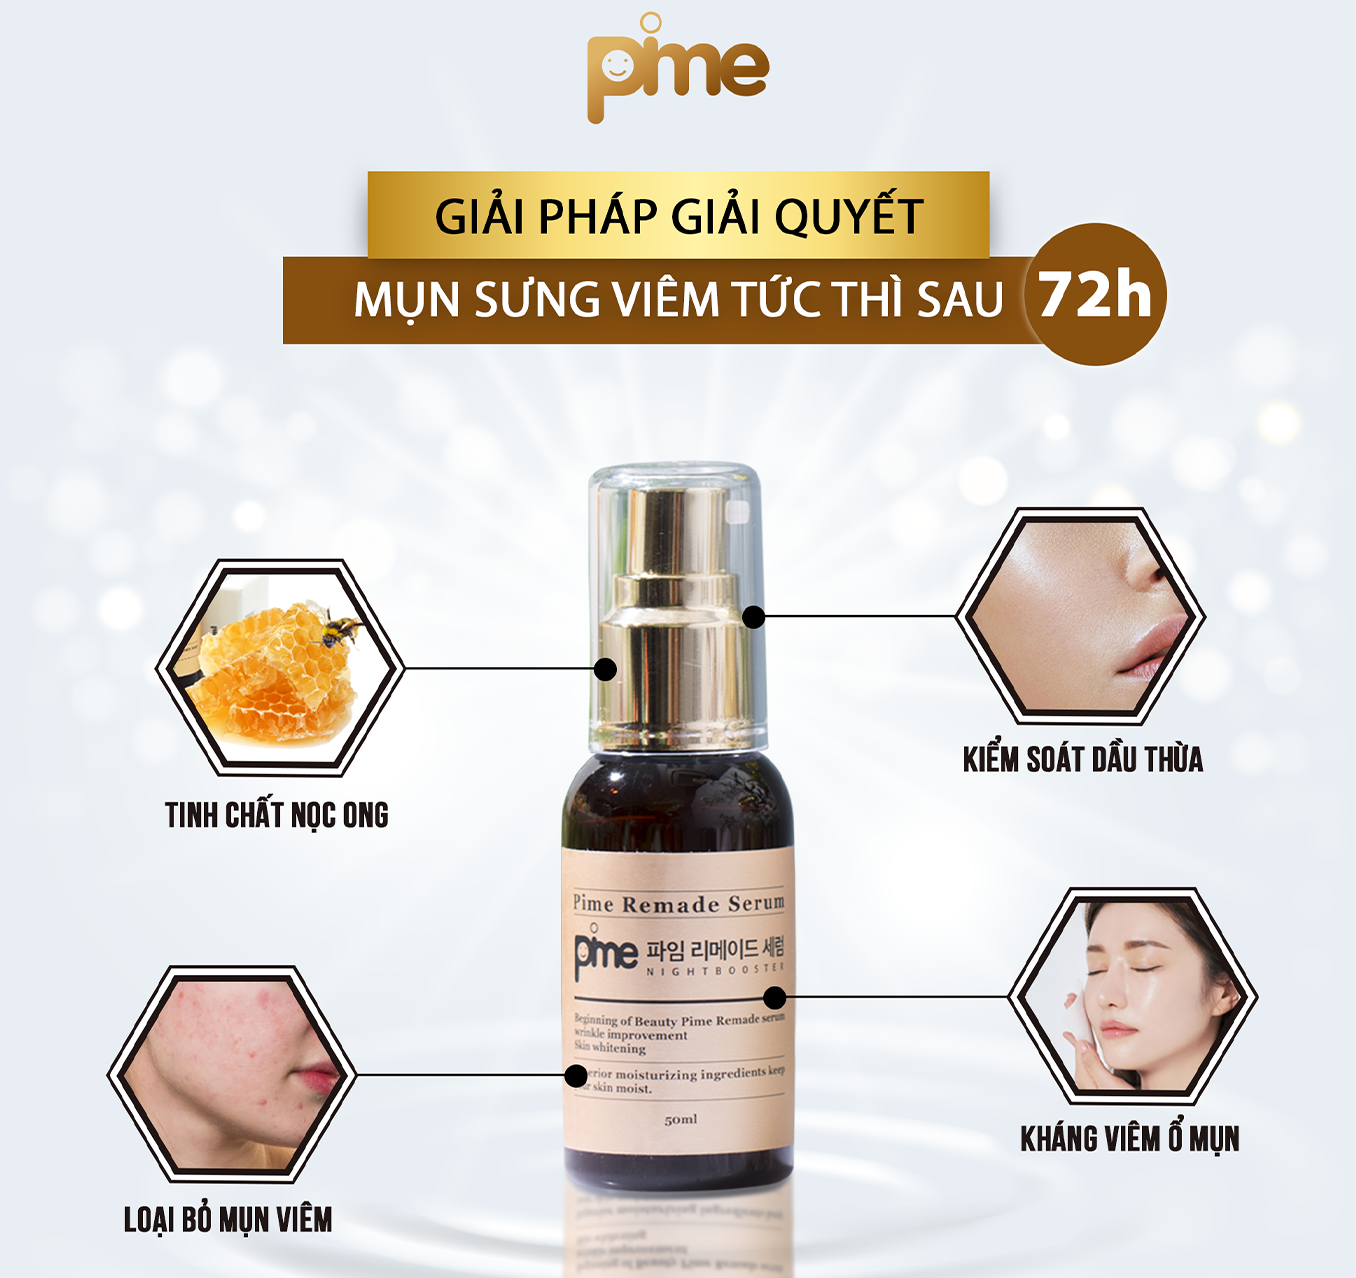 pime
GIẢI PHÁP GIẢI QUYẾT
MỤN SƯNG VIÊM TỨC THÌ SAU 72h
TINH CHẤT NỌC ONG
KIỂM SOÁT DẦU THỪA
LOẠI BỎ MỤN VIÊM
KHÁNG VIÊM Ổ MỤN
Pime Remade Serum
pime 파임 리메이드 세럼
NIGHTBOOSTER
Beginning of Beauty Pime Remade serum
wrinkle improvement
Skin whitening
moisturizing ingredients keep
skin moist.
50ml